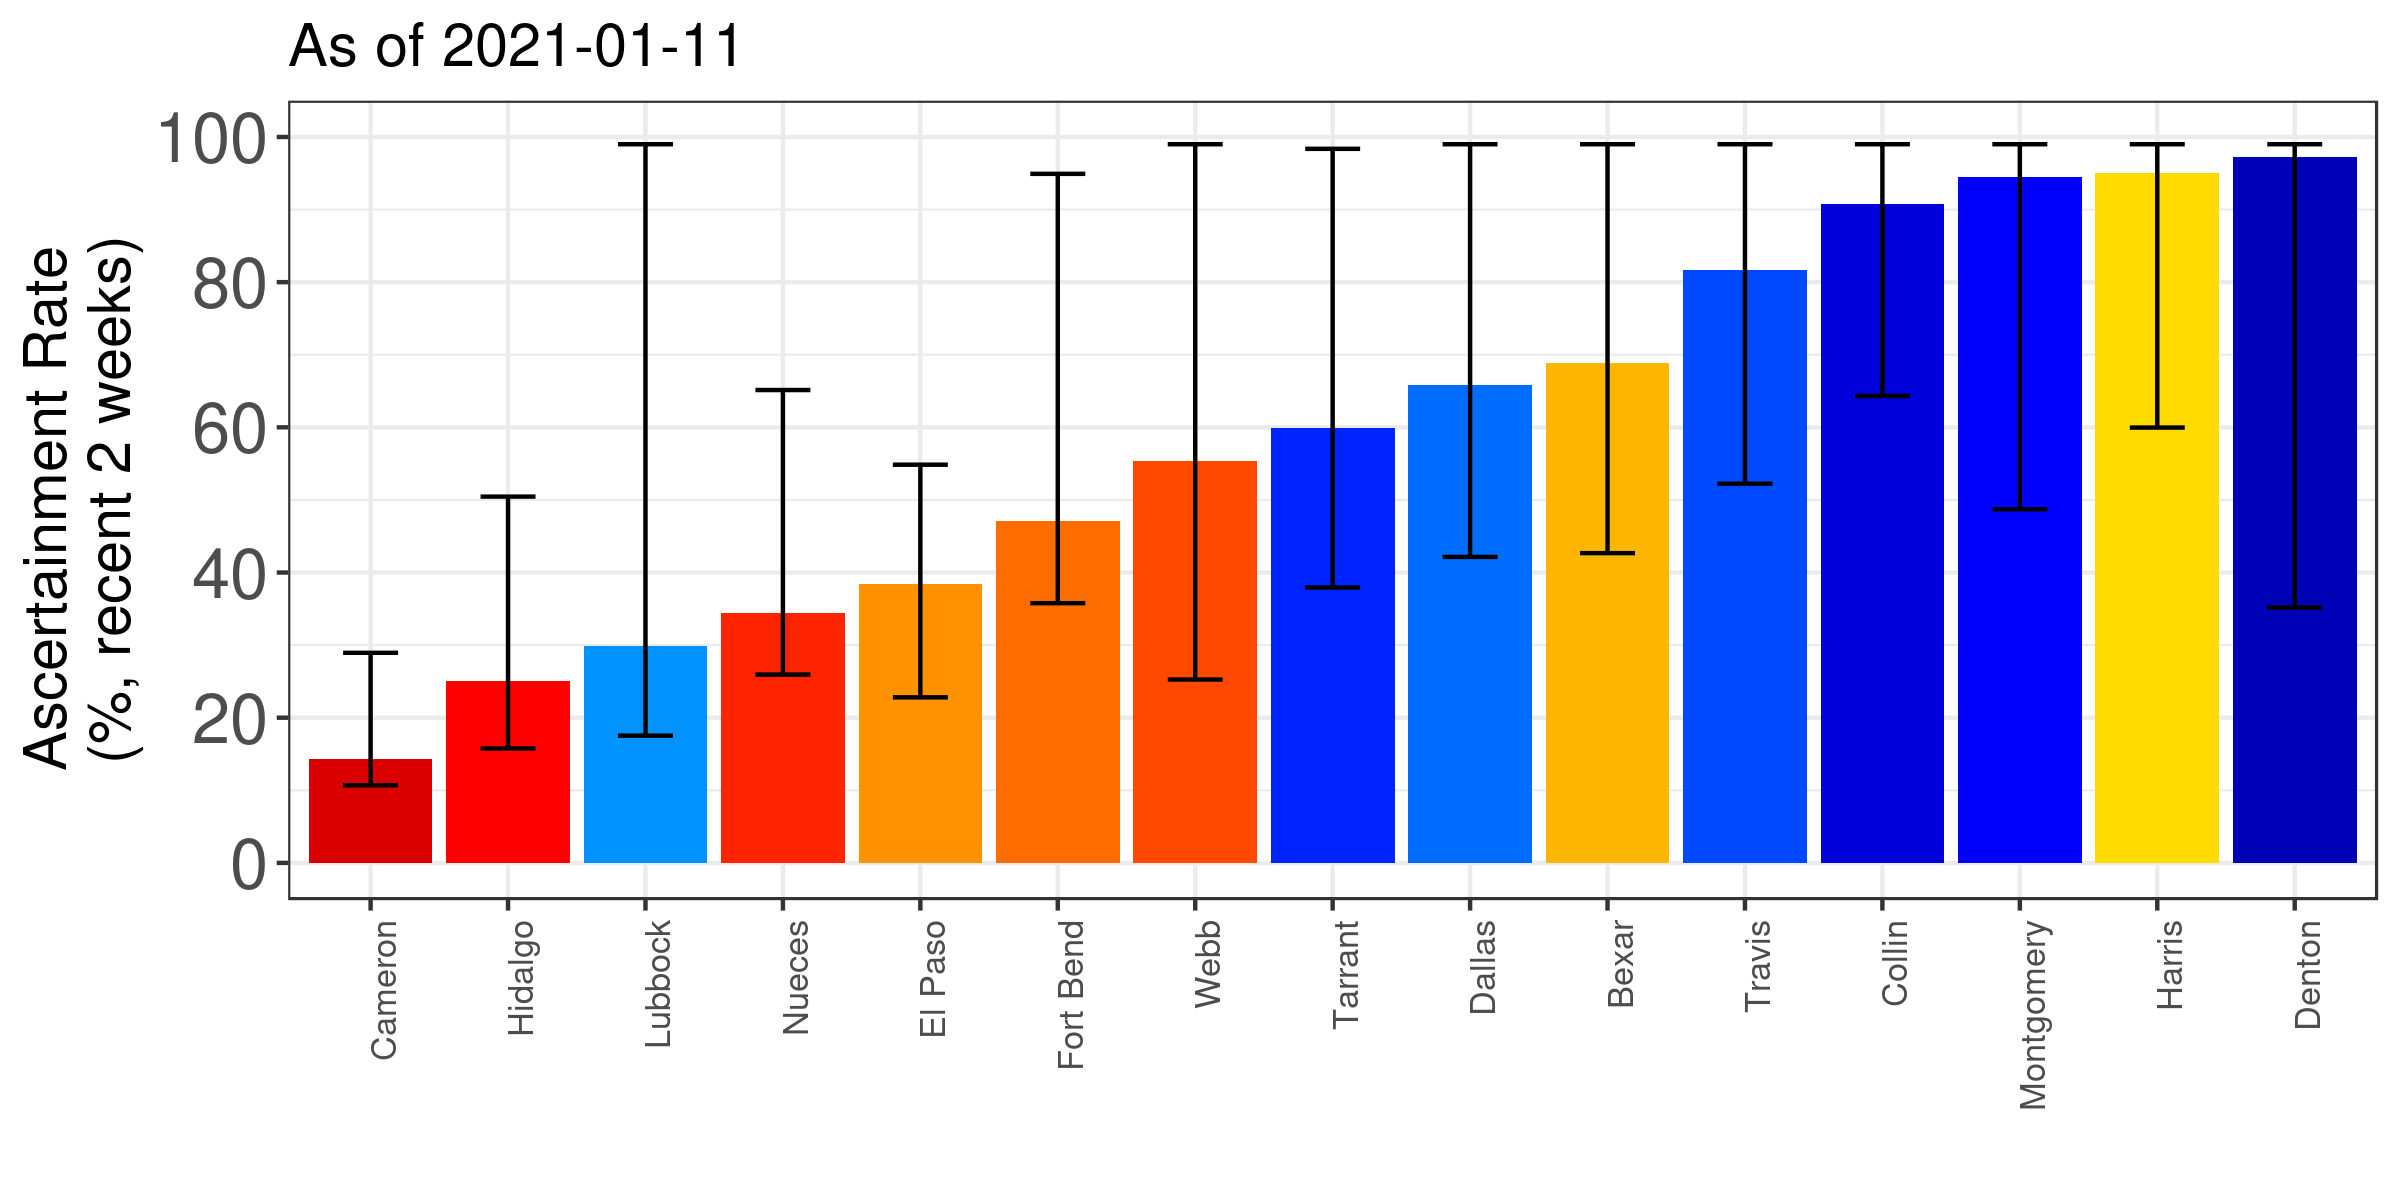 As of 2021-01-11
Ascertainment Rate
(%, recent 2 weeks)
100
80
60
40
20
0
Cameron
Hidalgo
Lubbock
Nueces
El Paso
Fort Bend
Webb
Tarrant
Dallas
Bexar
Travis
Collin
Montgomery
Harris
Denton